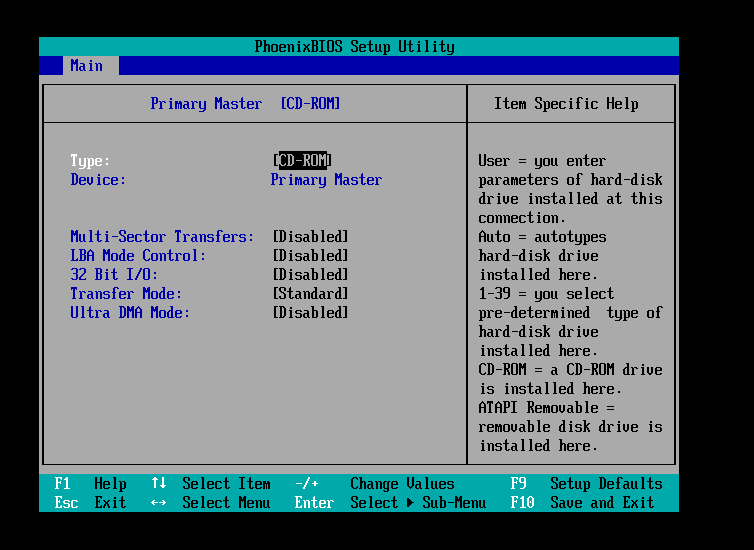 PhoenixBIOS Setup Utility
Main
Primary Master [CD-ROM]
Item Specific Help
Type: [CD-ROM]
Device: Primary Master
Multi-Sector Transfers: [Disabled]
LBA Mode Control: [Disabled]
32 Bit I/O: [Disabled]
Transfer Mode: [Standard]
Ultra DMA Mode: [Disabled]
User = you enter
parameters of hard-disk
drive installed at this
connection.
Auto = autotypes
hard-disk drive
installed here.
1-39 = you select
pre-determined type of
hard-disk drive
installed here.
CD-ROM = a CD-ROM drive
is installed here.
ATAPI Removable =
removable disk drive is
installed here.
F1 Help ↑↓ Select Item -/+ Change Values F9 Setup Defaults
Esc Exit ↔ Select Menu Enter Select ▶ Sub-Menu F10 Save and Exit